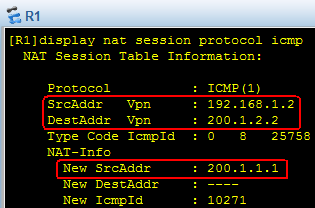 R1
[R1]display nat session protocol icmp
NAT Session Table Information:
Protocol : ICMP(1)
SrcAddr Vpn : 192.168.1.2
DestAddr Vpn : 200.1.2.2
Type Code IcmpId : 0 8 25758
NAT-Info
New SrcAddr : 200.1.1.1
New DestAddr : ----
New IcmpId : 10271